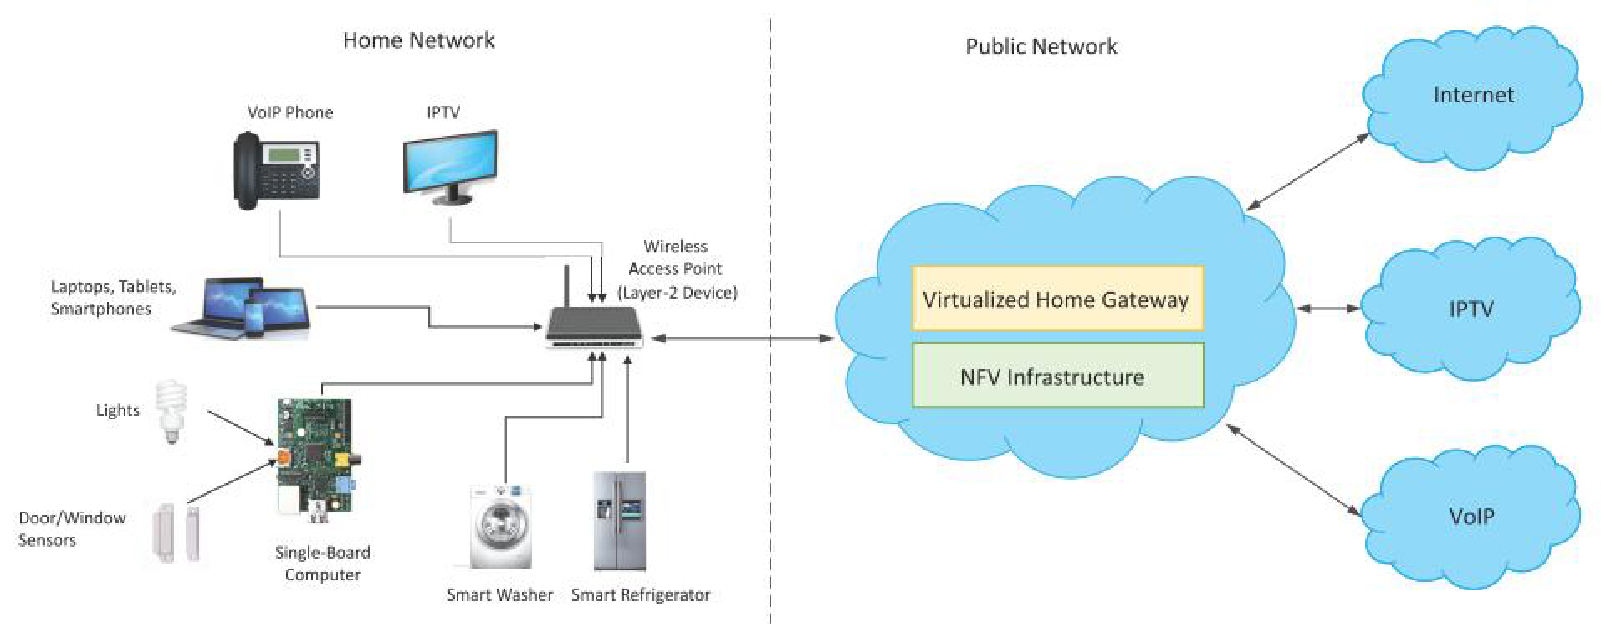 Home Network
Public Network
Internet
VoIP Phone
IPTV
Wireless
Access Point
(Layer-2 Device)
Laptops, Tablets,
Smartphones
Virtualized Home Gateway
NFV Infrastructure
IPTV
Lights
Door/Window
Sensors
Single-Board
Computer
Smart Washer
Smart Refrigerator
VoIP